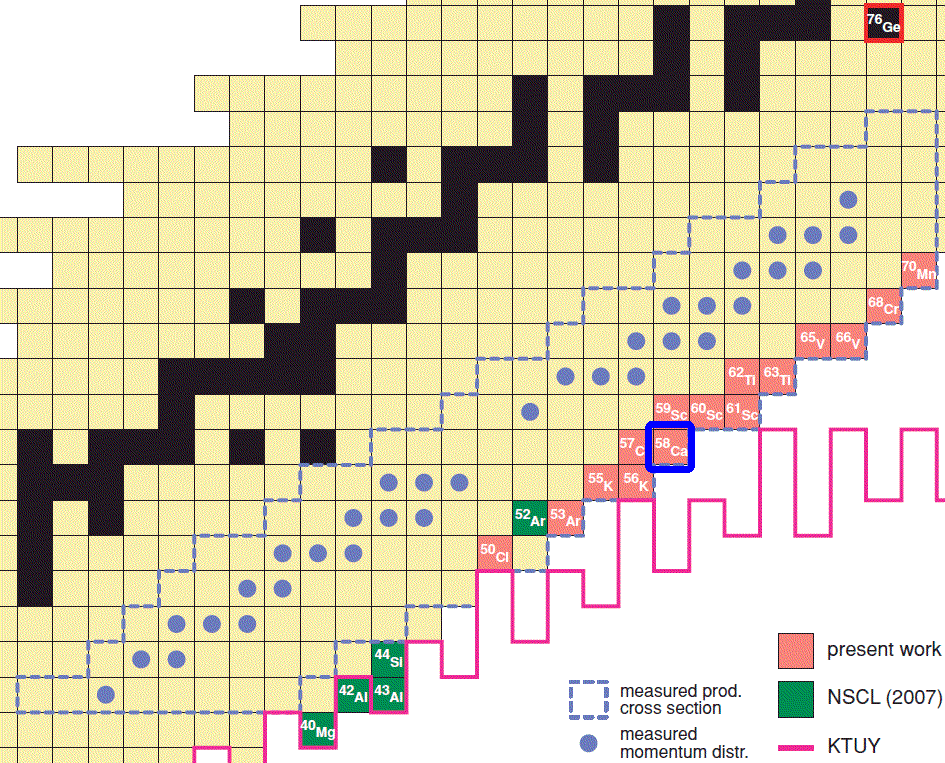 76Ge
70Mn
68Cr
65V 66V
62Ti 63Ti
59Sc 60Sc 61Sc
57C 58Ca
55K 56K
52Ar 53Ar
50Cl
44Si
42Al 43Al
40Mg
present work
NSCL (2007)
KTUY
measured prod.
cross section
measured
momentum distr.